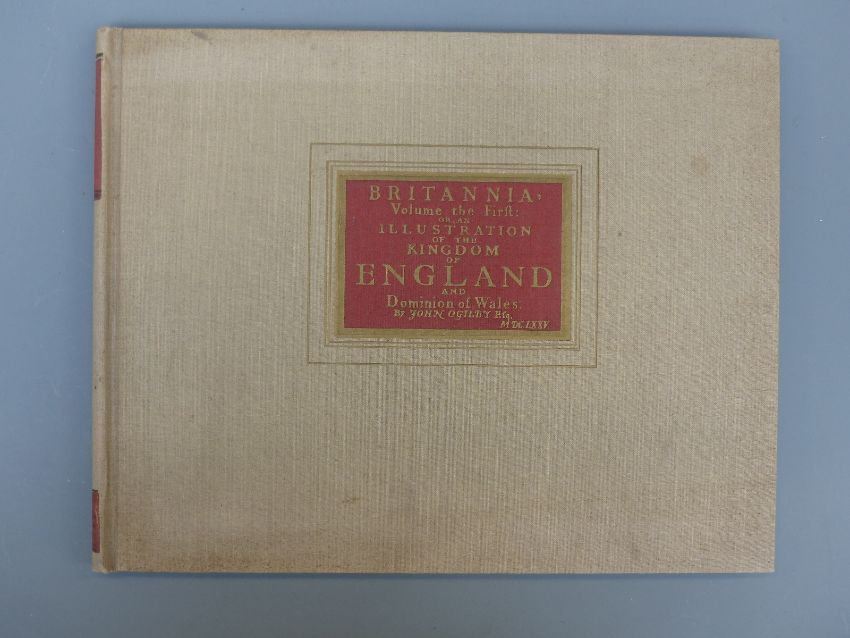 BRITANNIA,
Volume the Firſt:
OR, AN
ILLUSTRATION
OF THE
KINGDOM
OF
ENGLAND
AND
Dominion of Wales:
By JOHN OGILBY Eſq.
MDCLXXV